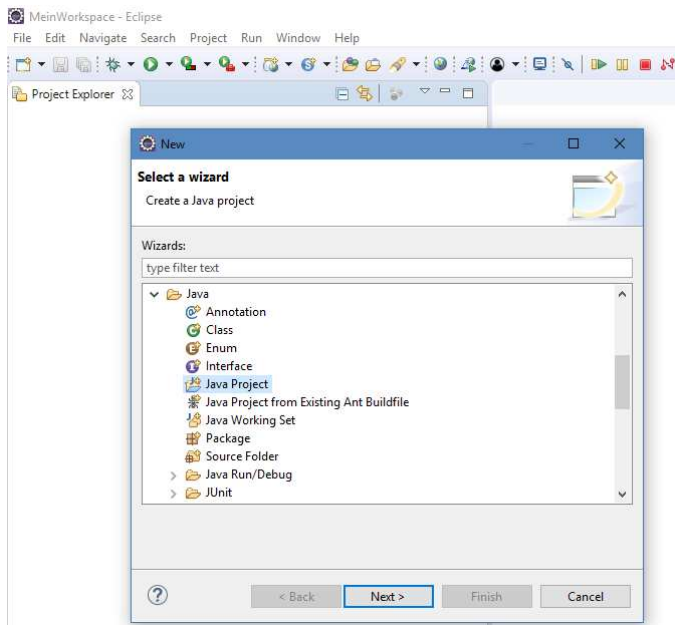 MeinWorkspace - Eclipse
File Edit Navigate Search Project Run Window Help
Project Explorer
New
Select a wizard
Create a Java project
Wizards:
type filter text
Java
Annotation
Class
Enum
Interface
Java Project
Java Project from Existing Ant Buildfile
Java Working Set
Package
Source Folder
Java Run/Debug
JUnit
< Back Next > Finish Cancel